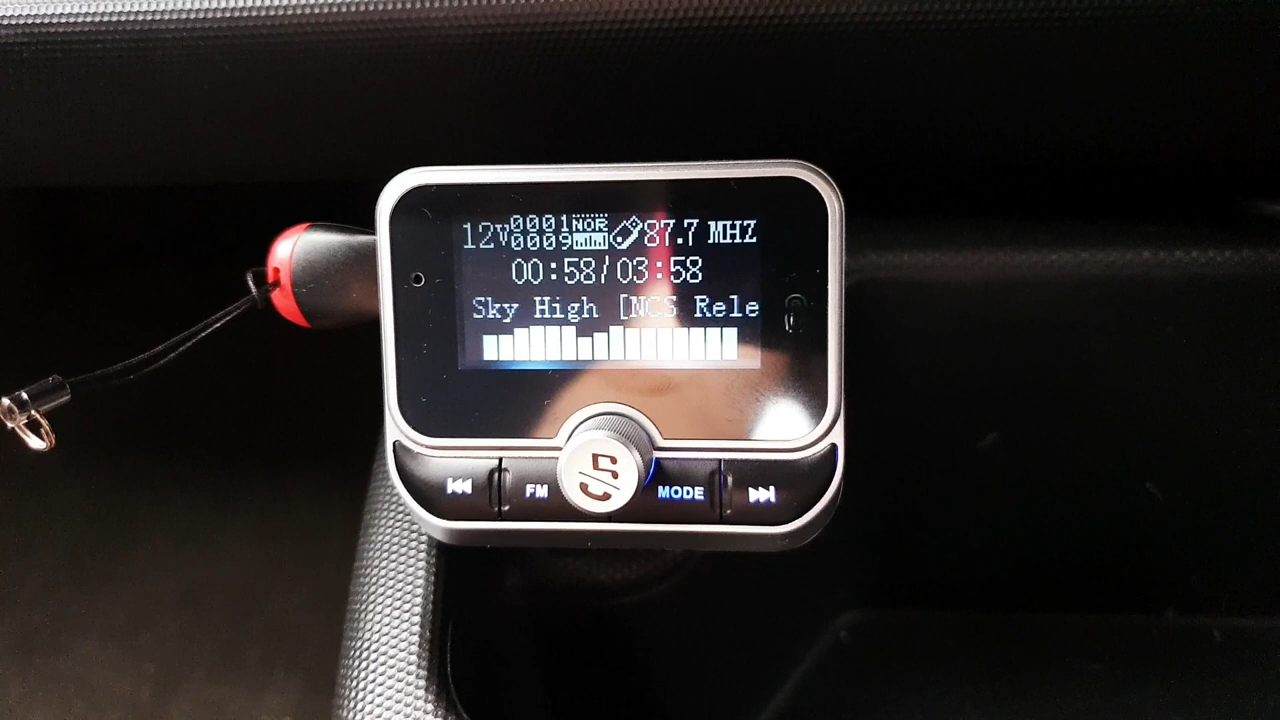 12V 0001 NOR 87.7 MHZ
0009
00:58/03:58
Sky High [NCS Rele
FM MODE